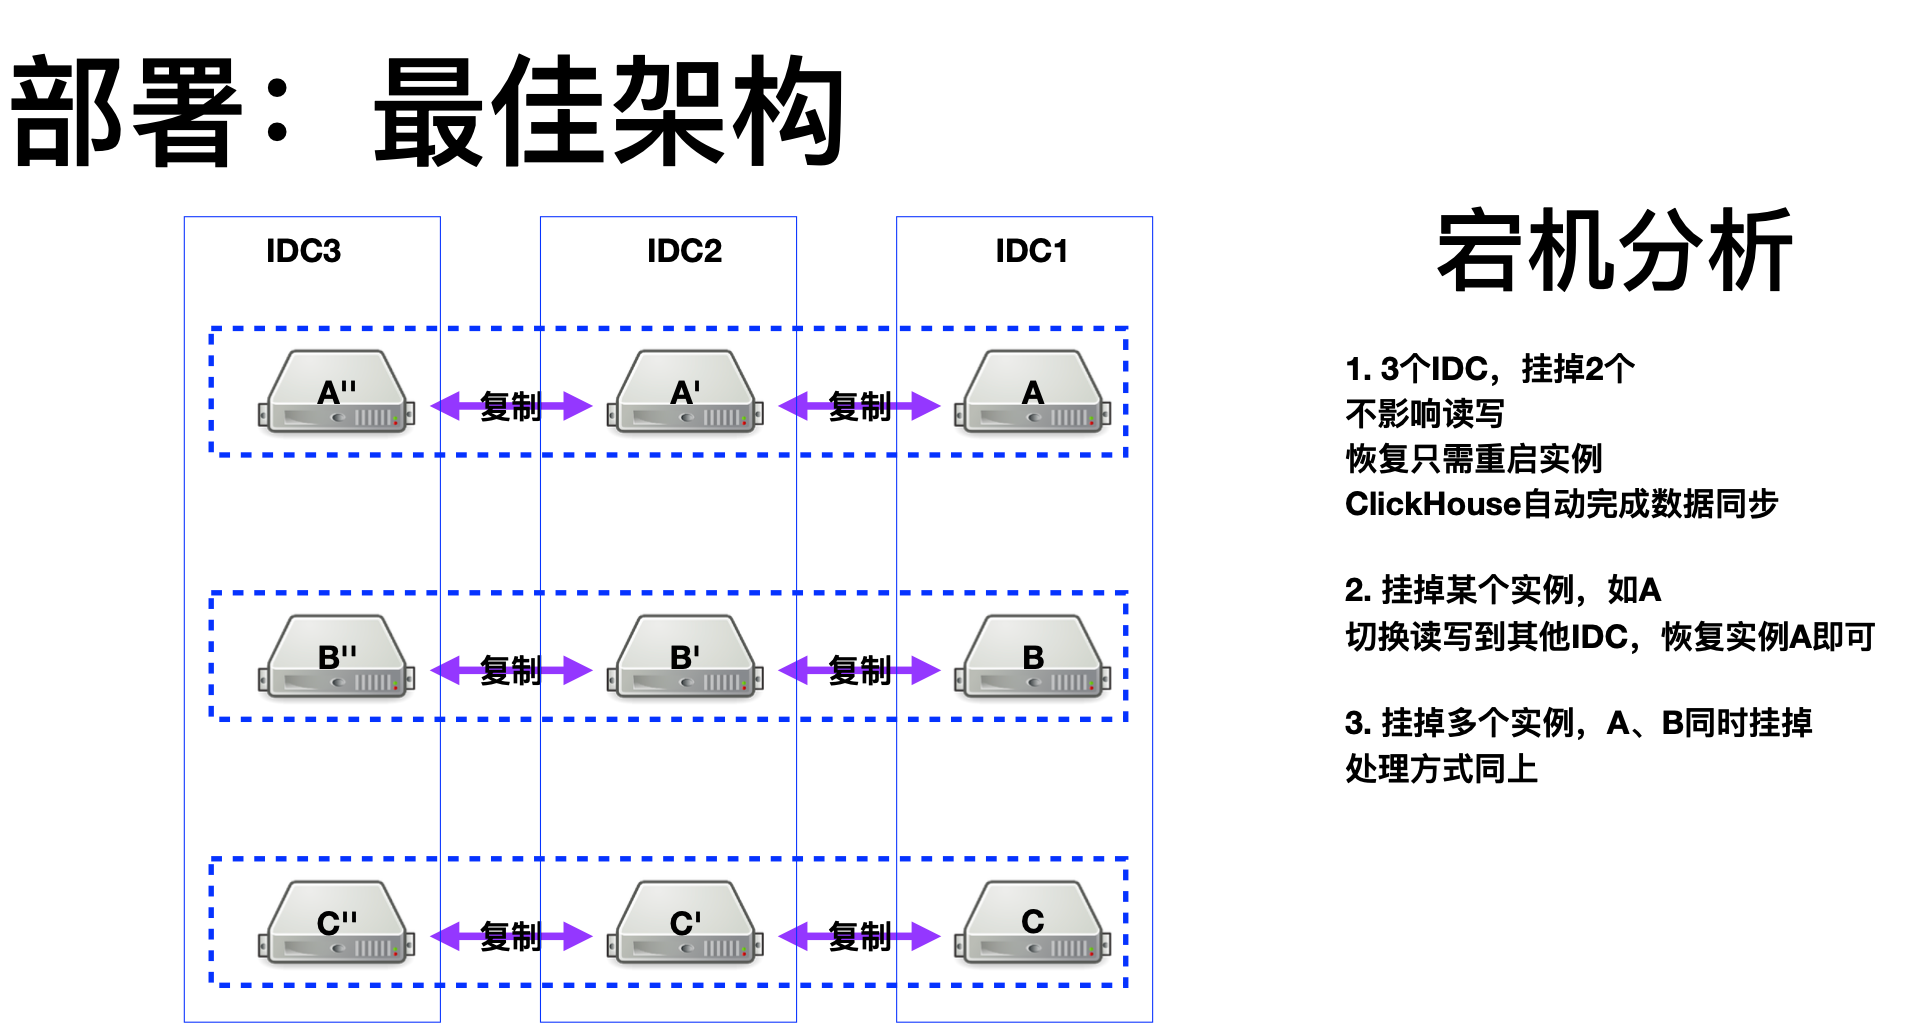 部署：最佳架构
IDC3
IDC2
IDC1
A''
复制
A'
复制
A
B''
复制
B'
复制
B
C''
复制
C'
复制
C
宕机分析
1. 3个IDC，挂掉2个
不影响读写
恢复只需重启实例
ClickHouse自动完成数据同步
2. 挂掉某个实例，如A
切换读写到其他IDC，恢复实例A即可
3. 挂掉多个实例，A、B同时挂掉
处理方式同上